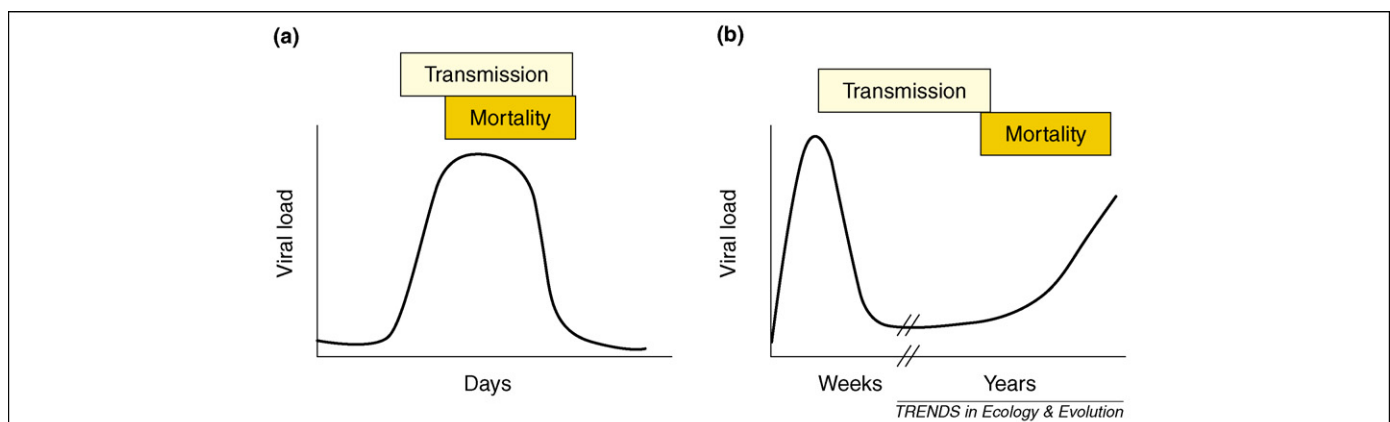 (a)
Transmission
Mortality
Viral load
Days
(b)
Transmission
Mortality
Viral load
Weeks
Years
TRENDS in Ecology & Evolution